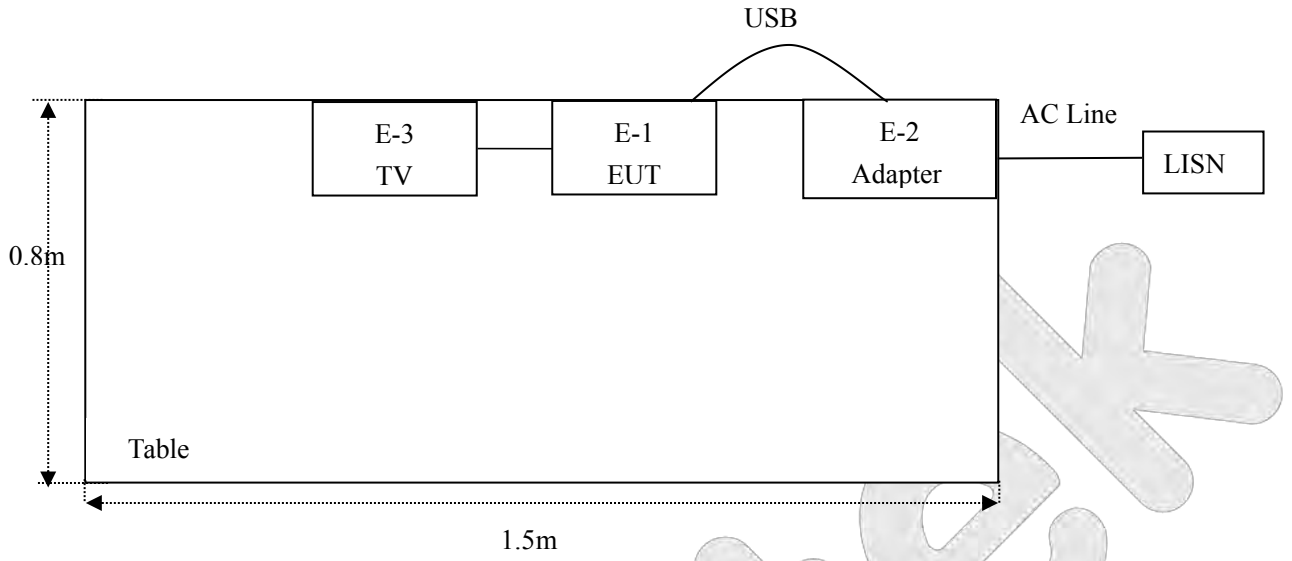 USB
E-3
TV
E-1
EUT
E-2
Adapter
AC Line
LISN
0.8m
Table
1.5m